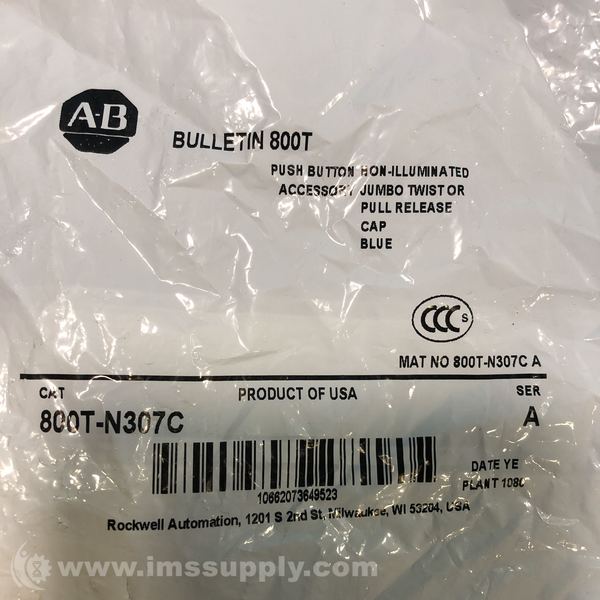 A-B
BULLETIN 800T
PUSH BUTTON NON-ILLUMINATED
ACCESSORY JUMBO TWIST OR
PULL RELEASE
CAP
BLUE
CCC S
MAT NO 800T-N307C A
CAT PRODUCT OF USA SER
800T-N307C A
10662073649523
DATE YE
PLANT 1080
Rockwell Automation, 1201 S 2nd St, Milwaukee, WI 53204, USA
www.imssupply.com